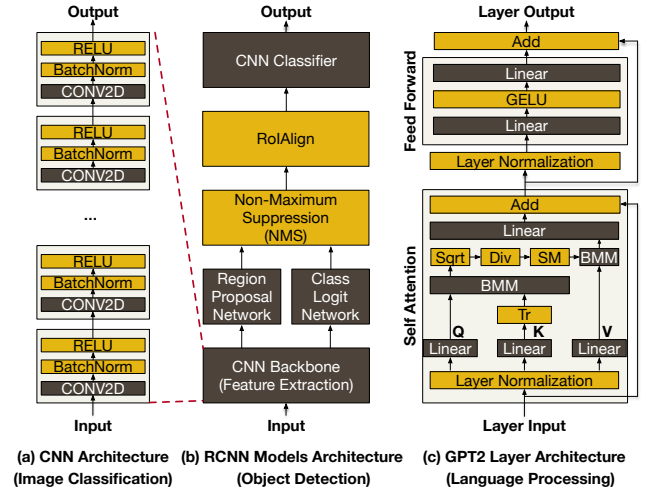 Output
RELU
BatchNorm
CONV2D
RELU
BatchNorm
CONV2D
...
RELU
BatchNorm
CONV2D
RELU
BatchNorm
CONV2D
Input
(a) CNN Architecture
(Image Classification)
Output
CNN Classifier
RoIAlign
Non-Maximum
Suppression
(NMS)
Region
Proposal
Network
Class
Logit
Network
CNN Backbone
(Feature Extraction)
Input
(b) RCNN Models Architecture
(Object Detection)
Layer Output
Add
Feed Forward
Linear
GELU
Linear
Layer Normalization
Self Attention
Add
Linear
Sqrt
Div
SM
BMM
BMM
Tr
Q
K
V
Linear
Linear
Linear
Layer Normalization
Layer Input
(c) GPT2 Layer Architecture
(Language Processing)